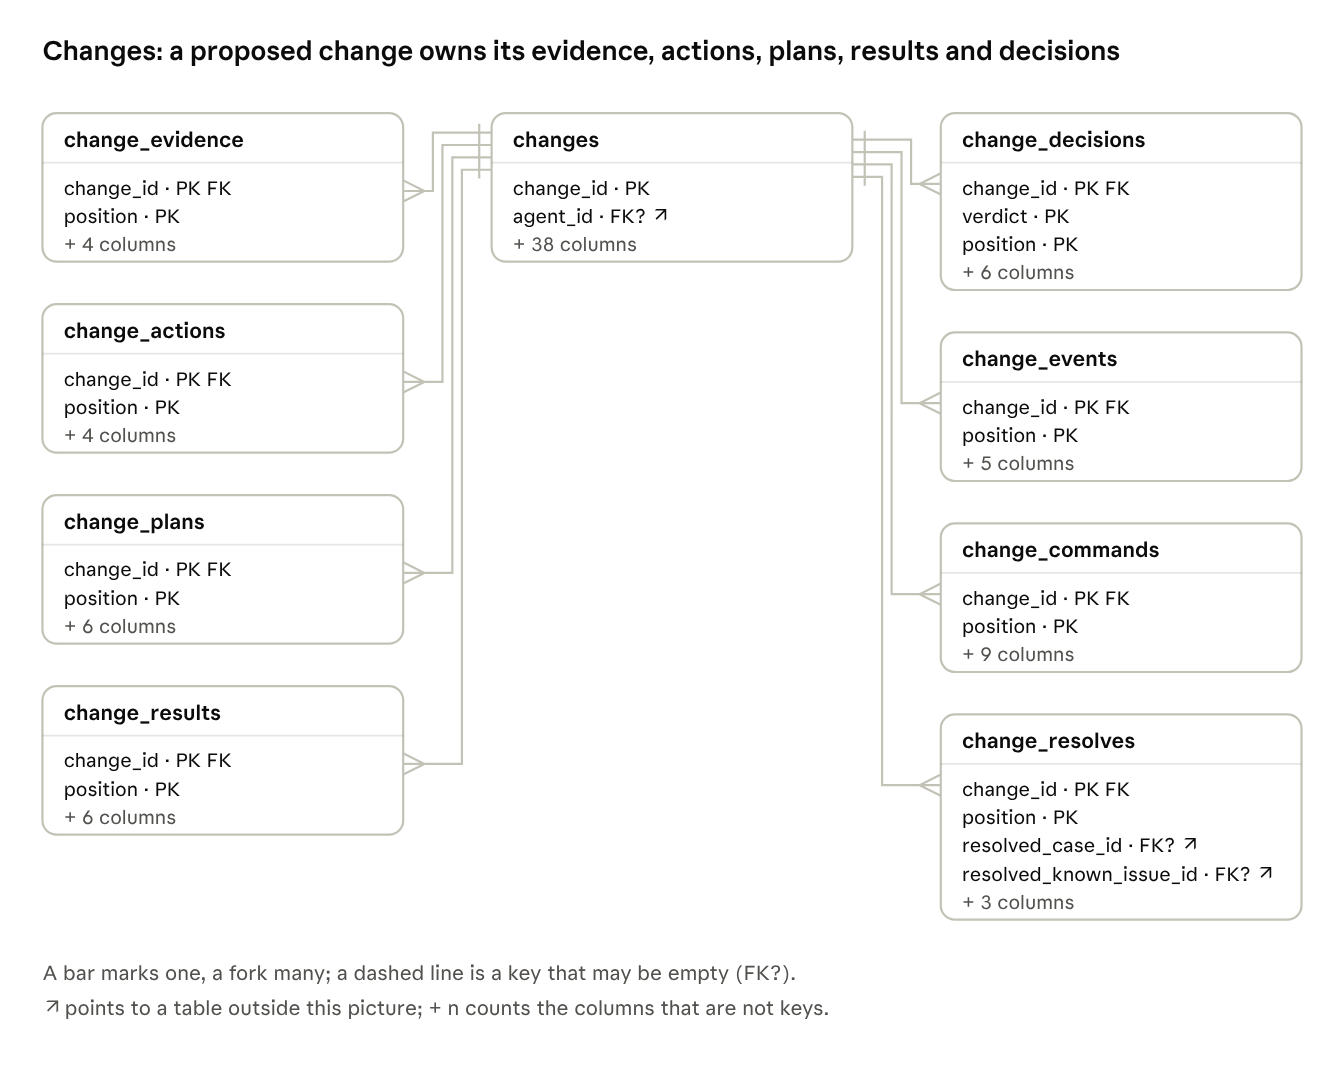 Changes: a proposed change owns its evidence, actions, plans, results and decisions
change_evidence
change_id · PK FK
position · PK
+ 4 columns
change_actions
change_id · PK FK
position · PK
+ 4 columns
change_plans
change_id · PK FK
position · PK
+ 6 columns
change_results
change_id · PK FK
position · PK
+ 6 columns
changes
change_id · PK
agent_id · FK? ↗
+ 38 columns
change_decisions
change_id · PK FK
verdict · PK
position · PK
+ 6 columns
change_events
change_id · PK FK
position · PK
+ 5 columns
change_commands
change_id · PK FK
position · PK
+ 9 columns
change_resolves
change_id · PK FK
position · PK
resolved_case_id · FK? ↗
resolved_known_issue_id · FK? ↗
+ 3 columns
A bar marks one, a fork many; a dashed line is a key that may be empty (FK?).
↗ points to a table outside this picture; + n counts the columns that are not keys.